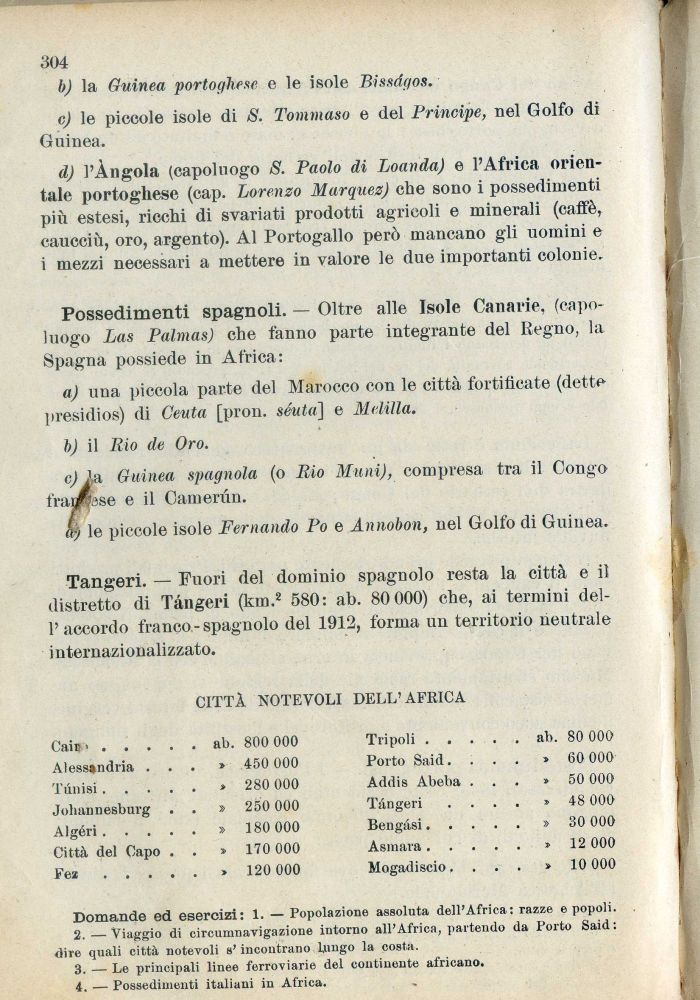 304
b) la Guinea portoghese e le isole Bisságos.
c) le piccole isole di S. Tommaso e del Principe, nel Golfo di
Guinea.
d) l'Àngola (capoluogo S. Paolo di Loanda) e l'Africa orien-
tale portoghese (cap. Lorenzo Marquez) che sono i possedimenti
più estesi, ricchi di svariati prodotti agricoli e minerali (caffè,
caucciù, oro, argento). Al Portogallo però mancano gli uomini e
i mezzi necessari a mettere in valore le due importanti colonie.
Possedimenti spagnoli. — Oltre alle Isole Canarie, (capo-
luogo Las Palmas) che fanno parte integrante del Regno, la
Spagna possiede in Africa:
a) una piccola parte del Marocco con le città fortificate (dette
presidios) di Ceuta [pron. séuta] e Melilla.
b) il Rio de Oro.
c) la Guinea spagnola (o Rio Muni), compresa tra il Congo
francese e il Camerún.
d) le piccole isole Fernando Po e Annobon, nel Golfo di Guinea.
Tangeri. — Fuori del dominio spagnolo resta la città e il
distretto di Tángeri (km.² 580: ab. 80 000) che, ai termini del-
l'accordo franco-spagnolo del 1912, forma un territorio neutrale
internazionalizzato.
CITTÀ NOTEVOLI DELL'AFRICA
Cairo . . . . . ab. 800 000
Alessandria . . . » 450 000
Túnisi . . . . . » 280 000
Johannesburg . . » 250 000
Algéri . . . . . » 180 000
Città del Capo . . » 170 000
Fez . . . . . » 120 000
Tripoli . . . . . ab. 80 000
Porto Said . . . . » 60 000
Addis Abeba . . . » 50 000
Tángeri . . . . » 48 000
Bengási . . . . . » 30 000
Asmara . . . . . » 12 000
Mogadiscio . . . . » 10 000
Domande ed esercizi: 1. — Popolazione assoluta dell'Africa: razze e popoli.
2. — Viaggio di circumnavigazione intorno all'Africa, partendo da Porto Said:
dire quali città notevoli s'incontrano lungo la costa.
3. — Le principali linee ferroviarie del continente africano.
4. — Possedimenti italiani in Africa.